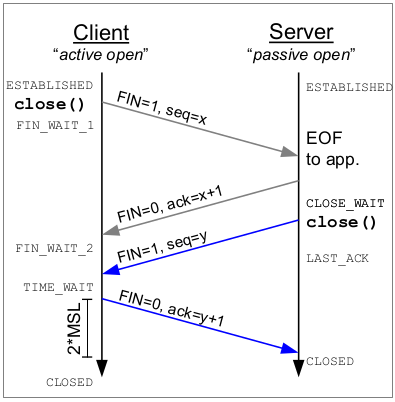 Client
Server
“active open”
“passive open”
ESTABLISHED
ESTABLISHED
close()
FIN=1, seq=x
FIN_WAIT_1
EOF
to app.
FIN=0, ack=x+1
CLOSE_WAIT
close()
FIN_WAIT_2
FIN=1, seq=y
LAST_ACK
TIME_WAIT
FIN=0, ack=y+1
2*MSL
CLOSED
CLOSED